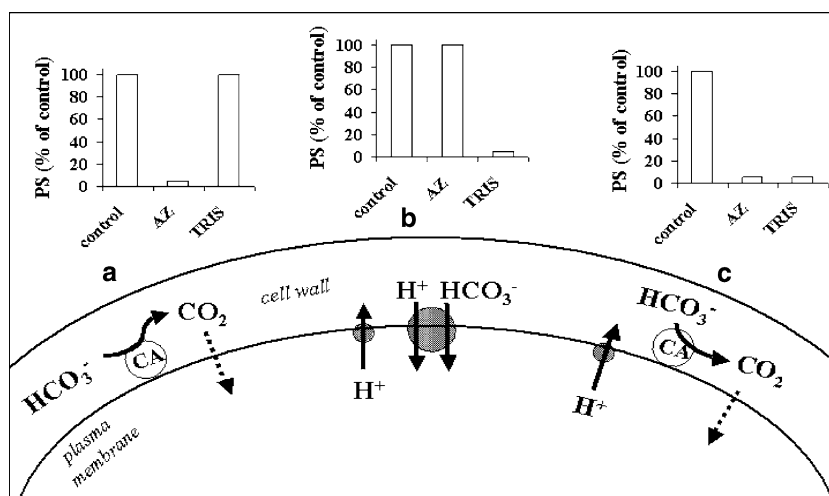 PS (% of control)
100
80
60
40
20
0
control
AZ
TRIS
a
PS (% of control)
100
80
60
40
20
0
control
AZ
TRIS
b
PS (% of control)
100
80
60
40
20
0
control
AZ
TRIS
c
HCO₃⁻
CA
CO₂
cell wall
H⁺
H⁺
HCO₃⁻
H⁺
HCO₃⁻
CA
CO₂
plasma
membrane